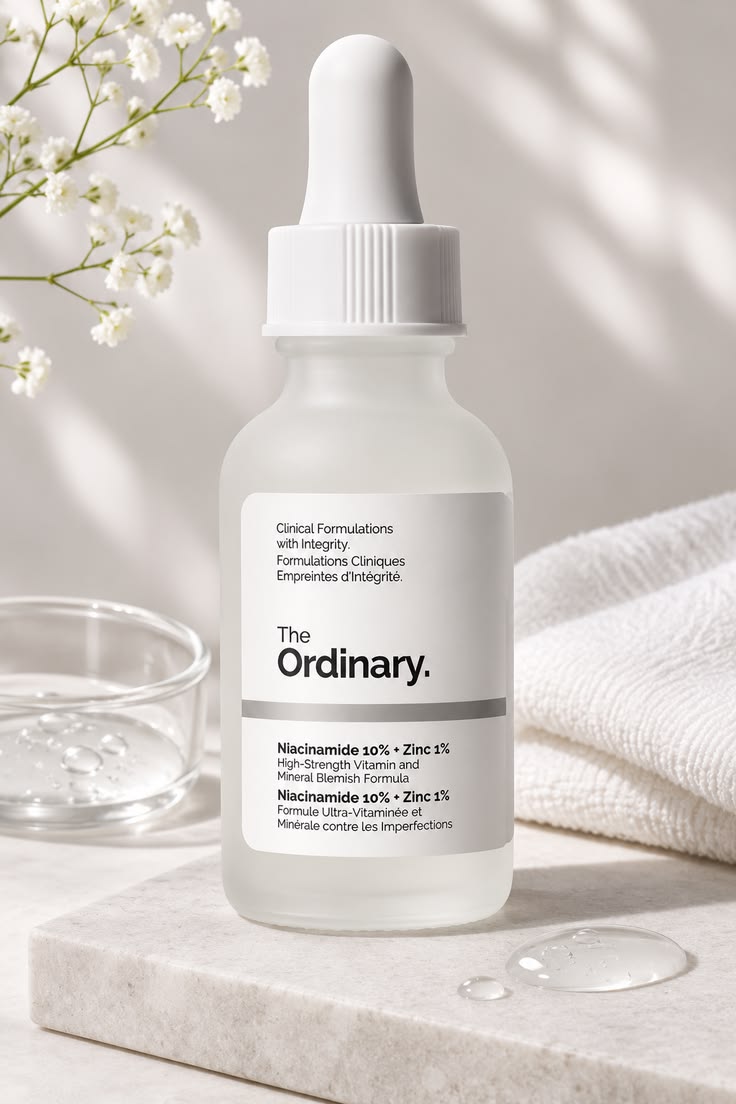 Clinical Formulations
with Integrity.
Formulations Cliniques
Empreintes d'Intégrité.
The
Ordinary.
Niacinamide 10% + Zinc 1%
High-Strength Vitamin and
Mineral Blemish Formula
Niacinamide 10% + Zinc 1%
Formule Ultra-Vitaminée et
Minérale contre les Imperfections